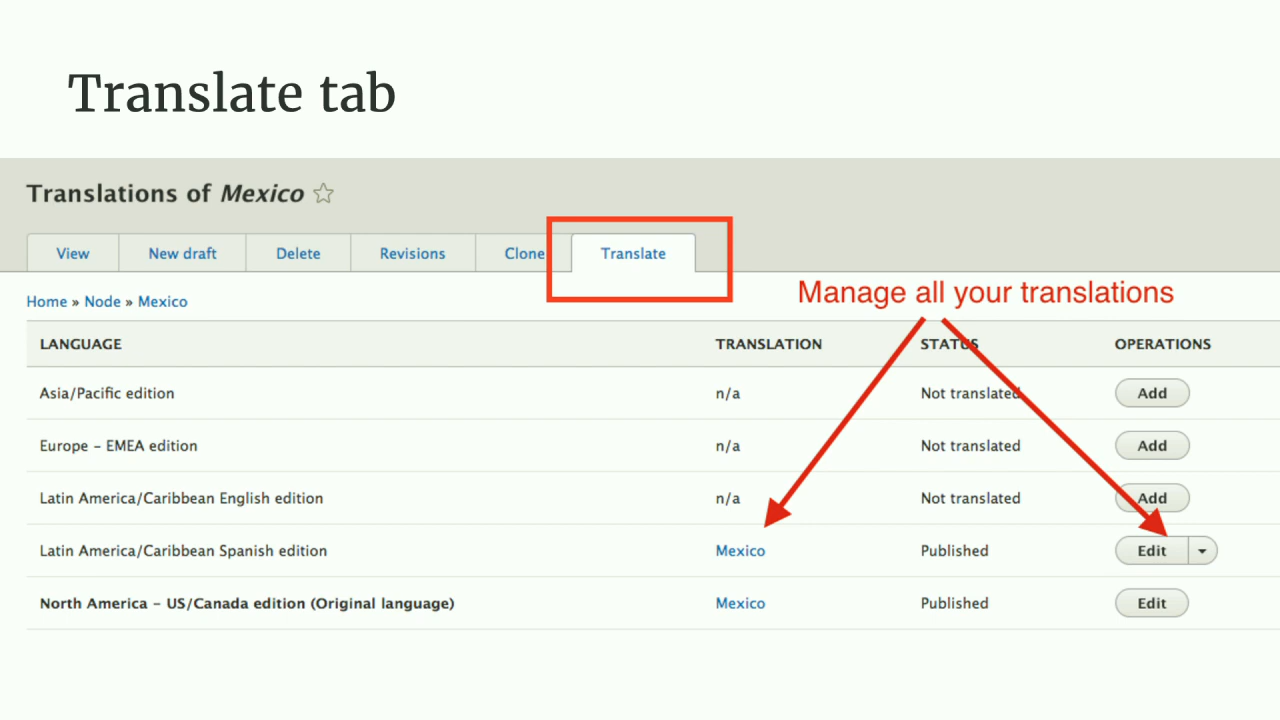 Translate tab
Translations of Mexico
View New draft Delete Revisions Clone Translate
Home » Node » Mexico
Manage all your translations
LANGUAGE TRANSLATION STATUS OPERATIONS
Asia/Pacific edition n/a Not translated Add
Europe – EMEA edition n/a Not translated Add
Latin America/Caribbean English edition n/a Not translated Add
Latin America/Caribbean Spanish edition Mexico Published Edit
North America – US/Canada edition (Original language) Mexico Published Edit